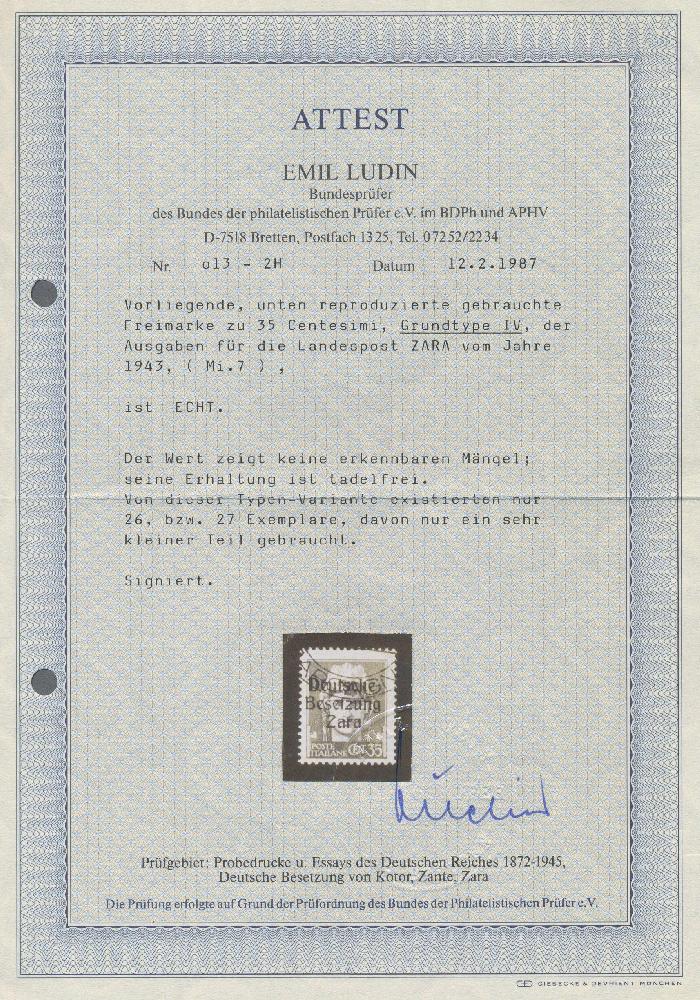 ATTEST
EMIL LUDIN
Bundesprüfer
des Bundes der philatelistischen Prüfer e.V. im BDPh und APHV
D-7518 Bretten, Postfach 1325, Tel. 07252/2234
Nr. 013 - 2H Datum 12.2.1987
Vorliegende, unten reproduzierte gebrauchte
Freimarke zu 35 Centesimi, Grundtype IV, der
Ausgaben für die Landespost ZARA vom Jahre
1943, ( Mi.7 ) ,
ist ECHT.
Der Wert zeigt keine erkennbaren Mängel;
seine Erhaltung ist tadelfrei.
Von dieser Typen-Variante existierten nur
26, bzw. 27 Exemplare, davon nur ein sehr
kleiner Teil gebraucht.
Signiert.
Deutsche
Besetzung
Zara
POSTE
ITALIANE CENT. 35
Ludin
Prüfgebiet: Probedrucke u. Essays des Deutschen Reiches 1872-1945,
Deutsche Besetzung von Kotor, Zante, Zara
Die Prüfung erfolgte auf Grund der Prüfordnung des Bundes der Philatelistischen Prüfer e.V.
GIESECKE & DEVRIENT MÜNCHEN